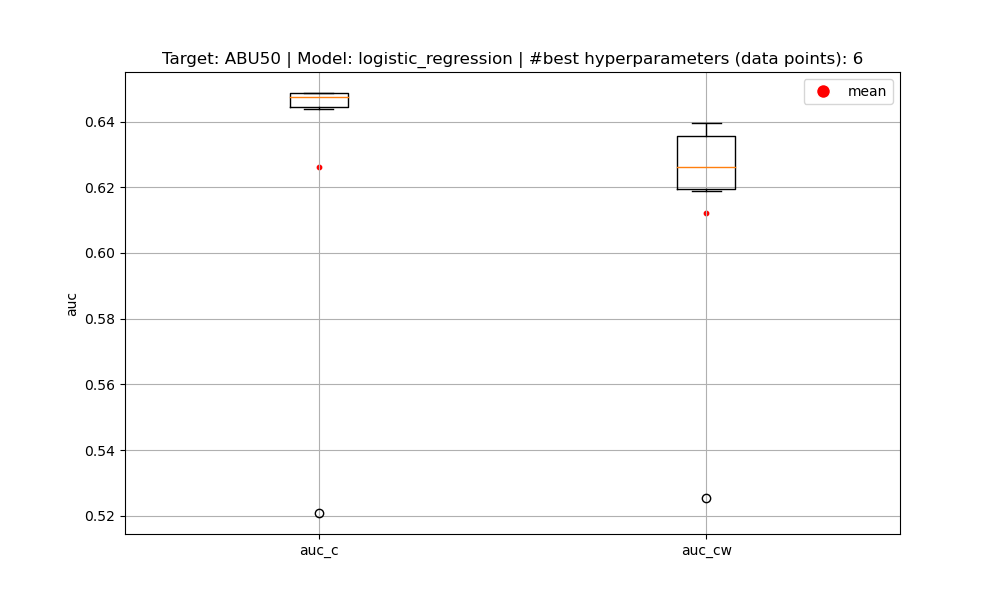 Target: ABU50 | Model: logistic_regression | #best hyperparameters (data points): 6
mean
0.64
0.62
0.60
0.58
0.56
0.54
0.52
auc
auc_c
auc_cw